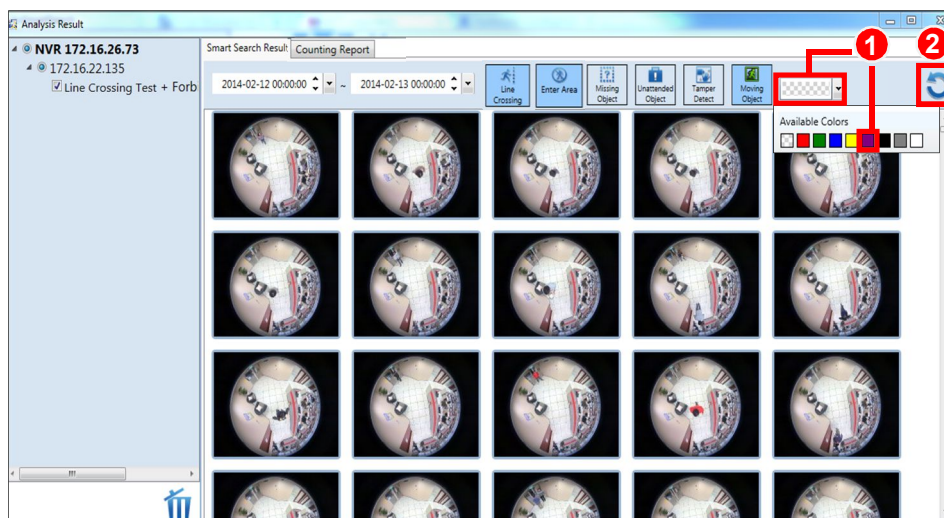 Analysis Result
NVR 172.16.26.73
172.16.22.135
Line Crossing Test + Forb
Smart Search Result
Counting Report
2014-02-12 00:00:00 ~ 2014-02-13 00:00:00
Line Crossing
Enter Area
Missing Object
Unattended Object
Tamper Detect
Moving Object
1
2
Available Colors